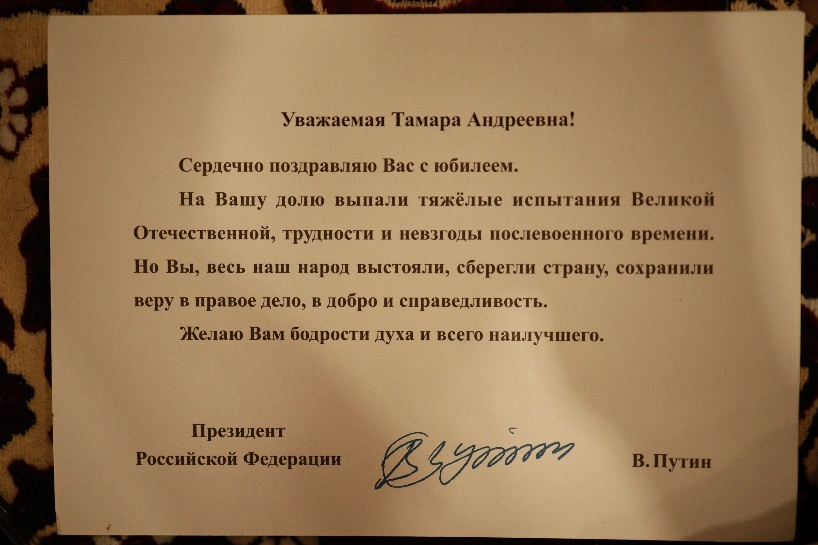 Уважаемая Тамара Андреевна!
Сердечно поздравляю Вас с юбилеем.
На Вашу долю выпали тяжёлые испытания Великой
Отечественной, трудности и невзгоды послевоенного времени.
Но Вы, весь наш народ выстояли, сберегли страну, сохранили
веру в правое дело, в добро и справедливость.
Желаю Вам бодрости духа и всего наилучшего.
Президент
Российской Федерации
В. Путин